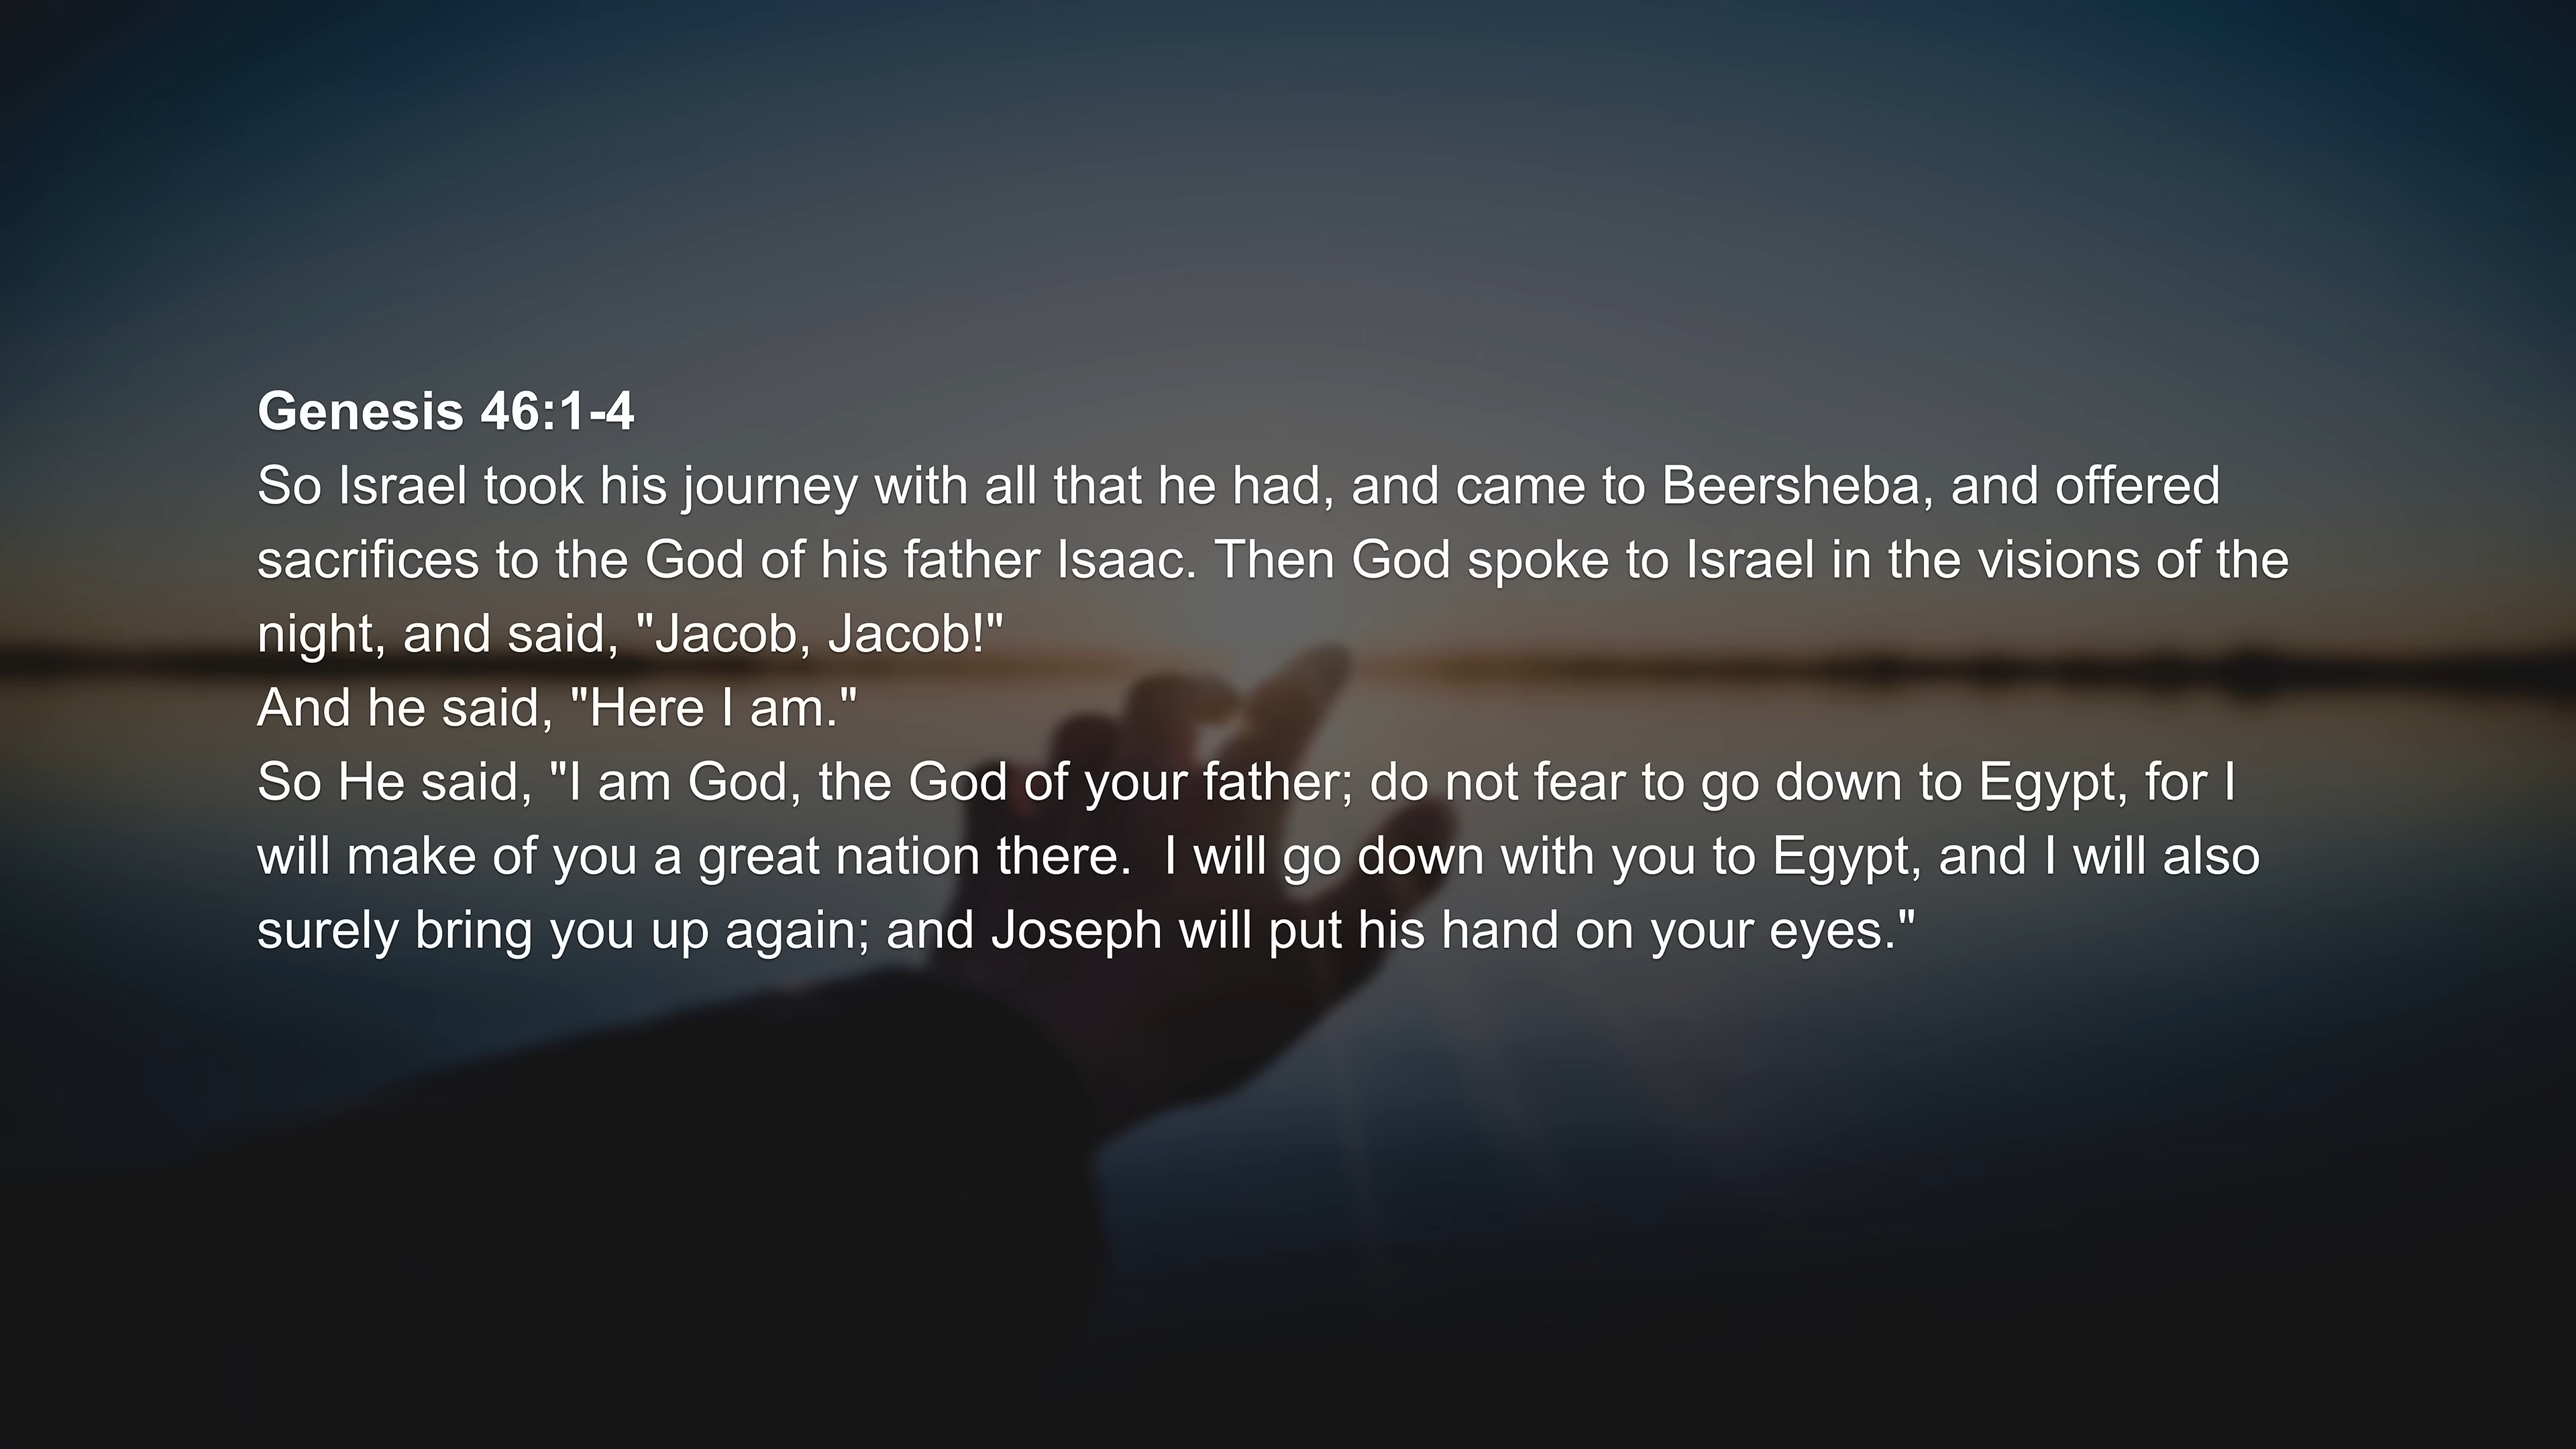 Genesis 46:1-4
So Israel took his journey with all that he had, and came to Beersheba, and offered
sacrifices to the God of his father Isaac. Then God spoke to Israel in the visions of the
night, and said, "Jacob, Jacob!"
And he said, "Here I am."
So He said, "I am God, the God of your father; do not fear to go down to Egypt, for I
will make of you a great nation there.  I will go down with you to Egypt, and I will also
surely bring you up again; and Joseph will put his hand on your eyes."